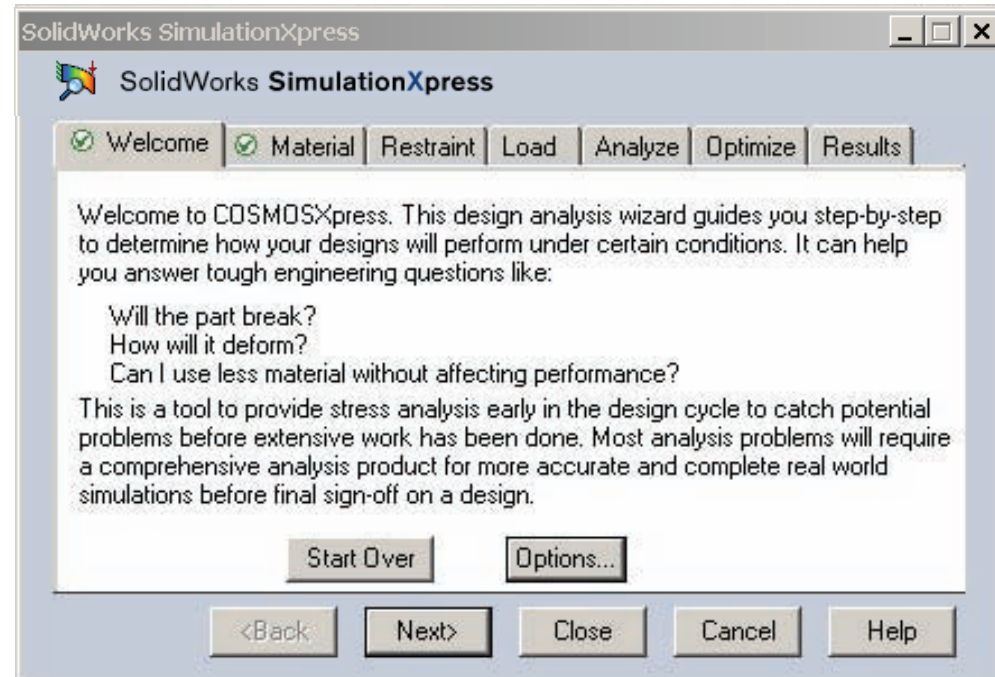 SolidWorks SimulationXpress
SolidWorks SimulationXpress
Welcome Material Restraint Load Analyze Optimize Results
Welcome to COSMOSXpress. This design analysis wizard guides you step-by-step
to determine how your designs will perform under certain conditions. It can help
you answer tough engineering questions like:
Will the part break?
How will it deform?
Can I use less material without affecting performance?
This is a tool to provide stress analysis early in the design cycle to catch potential
problems before extensive work has been done. Most analysis problems will require
a comprehensive analysis product for more accurate and complete real world
simulations before final sign-off on a design.
Start Over Options...
<Back Next> Close Cancel Help